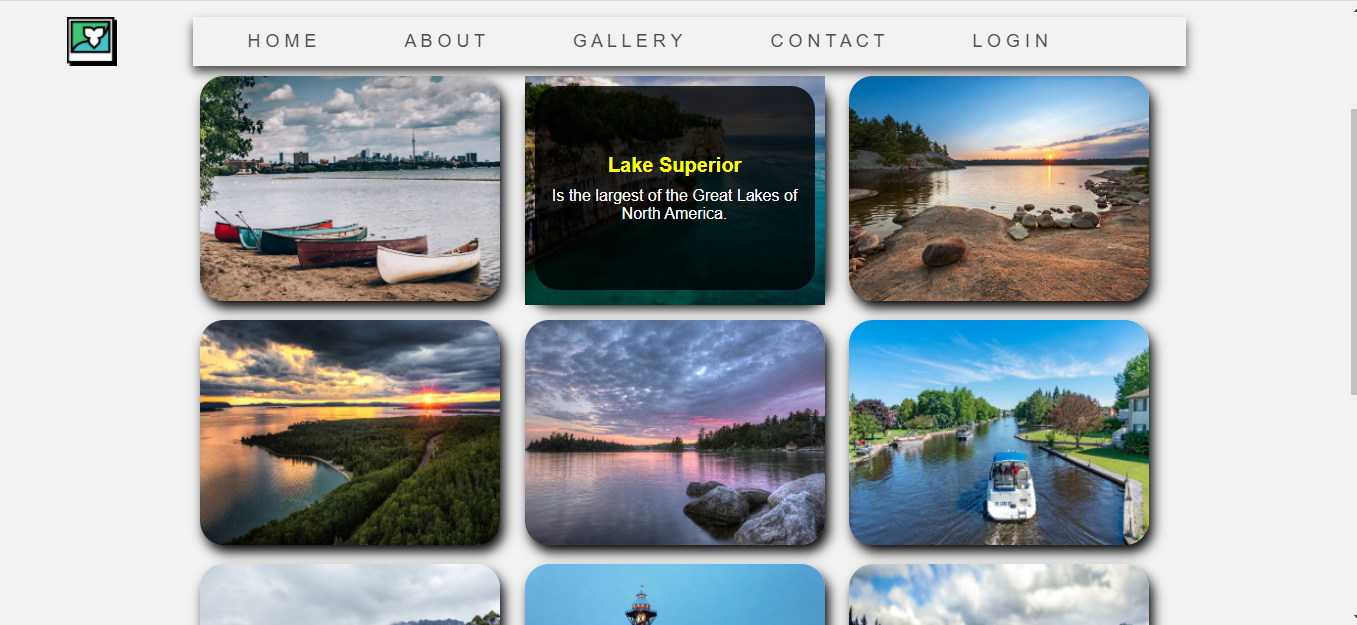 HOME ABOUT GALLERY CONTACT LOGIN
Lake Superior
Is the largest of the Great Lakes of
North America.